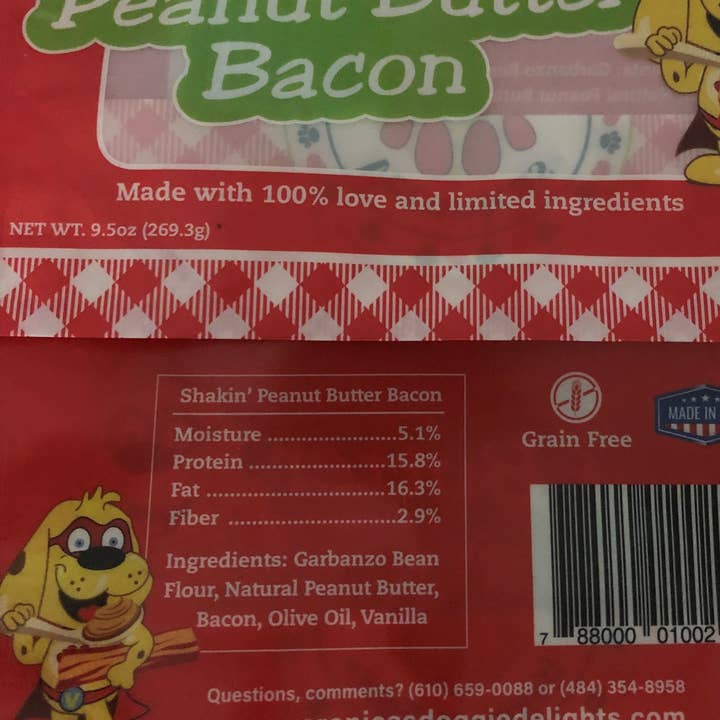 Peanut Butter
Bacon
Made with 100% love and limited ingredients
NET WT. 9.5oz (269.3g)
Shakin' Peanut Butter Bacon
Moisture ........................5.1%
Protein .........................15.8%
Fat ................................16.3%
Fiber .............................2.9%
Ingredients: Garbanzo Bean
Flour, Natural Peanut Butter,
Bacon, Olive Oil, Vanilla
Grain Free
MADE IN
7 88000 01002
Questions, comments? (610) 659-0088 or (484) 354-8958